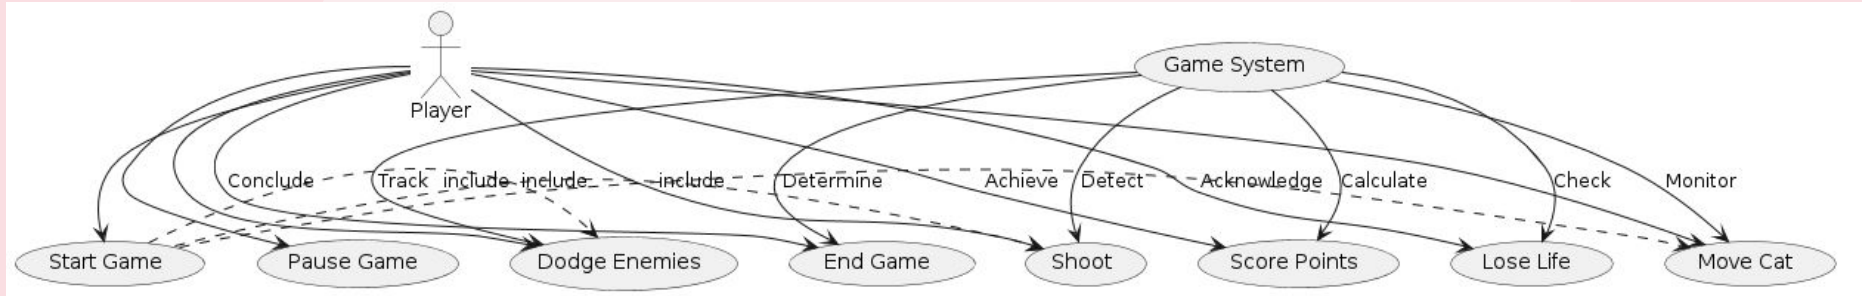 Game System
Player
Conclude
Track
include
include
include
Determine
Achieve
Detect
Acknowledge
Calculate
Check
Monitor
Start Game
Pause Game
Dodge Enemies
End Game
Shoot
Score Points
Lose Life
Move Cat